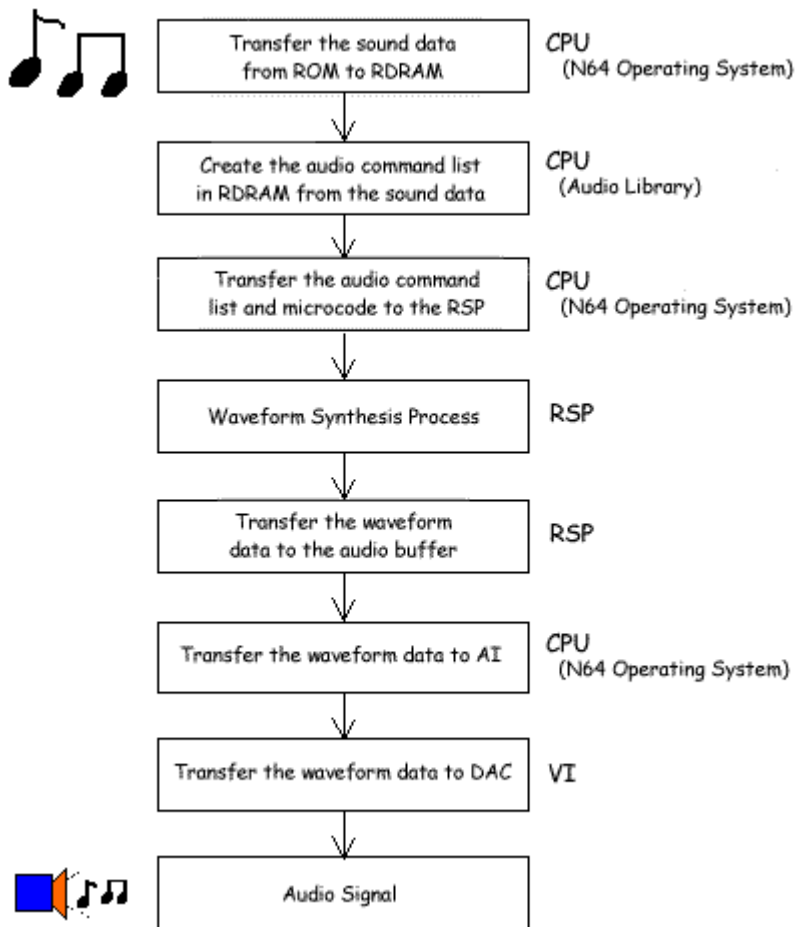 Transfer the sound data
from ROM to RDRAM
CPU
(N64 Operating System)
Create the audio command list
in RDRAM from the sound data
CPU
(Audio Library)
Transfer the audio command
list and microcode to the RSP
CPU
(N64 Operating System)
Waveform Synthesis Process
RSP
Transfer the waveform
data to the audio buffer
RSP
Transfer the waveform data to AI
CPU
(N64 Operating System)
Transfer the waveform data to DAC
VI
Audio Signal